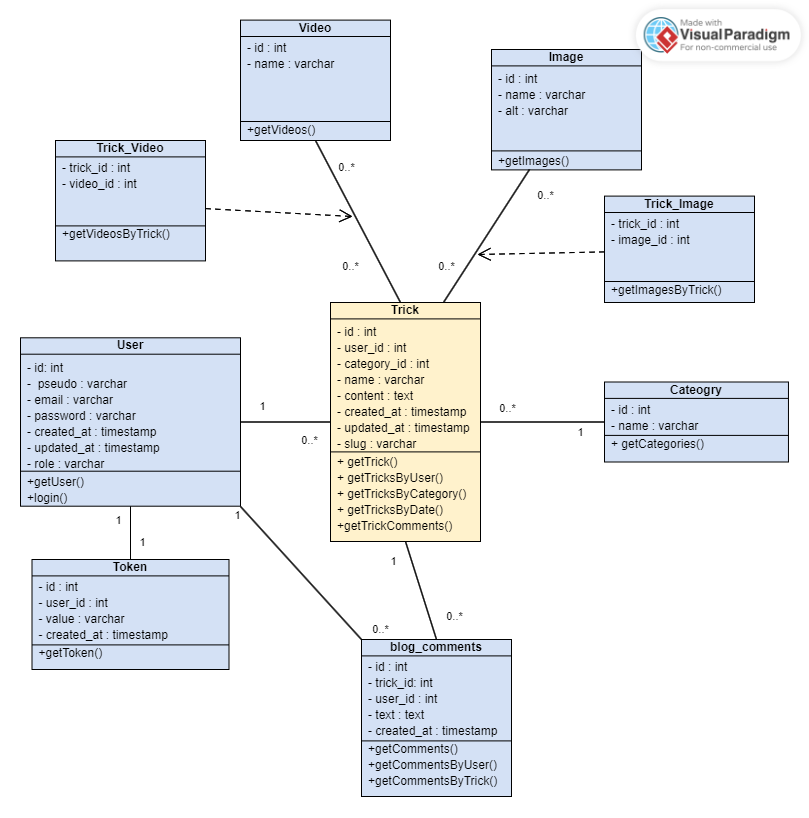 Made with
VisualParadigm
For non-commercial use
Video
- id : int
- name : varchar
+getVideos()
0..*
0..*
Image
- id : int
- name : varchar
- alt : varchar
+getImages()
0..*
0..*
Trick_Video
- trick_id : int
- video_id : int
+getVideosByTrick()
Trick_Image
- trick_id : int
- image_id : int
+getImagesByTrick()
Trick
- id : int
- user_id : int
- category_id : int
- name : varchar
- content : text
- created_at : timestamp
- updated_at : timestamp
- slug : varchar
+ getTrick()
+ getTricksByUser()
+ getTricksByCategory()
+ getTricksByDate()
+getTrickComments()
User
- id: int
- pseudo : varchar
- email : varchar
- password : varchar
- created_at : timestamp
- updated_at : timestamp
- role : varchar
+getUser()
+login()
1
0..*
Cateogry
- id : int
- name : varchar
+ getCategories()
0..*
1
1
1
1
0..*
1
0..*
Token
- id : int
- user_id : int
- value : varchar
- created_at : timestamp
+getToken()
blog_comments
- id : int
- trick_id: int
- user_id : int
- text : text
- created_at : timestamp
+getComments()
+getCommentsByUser()
+getCommentsByTrick()